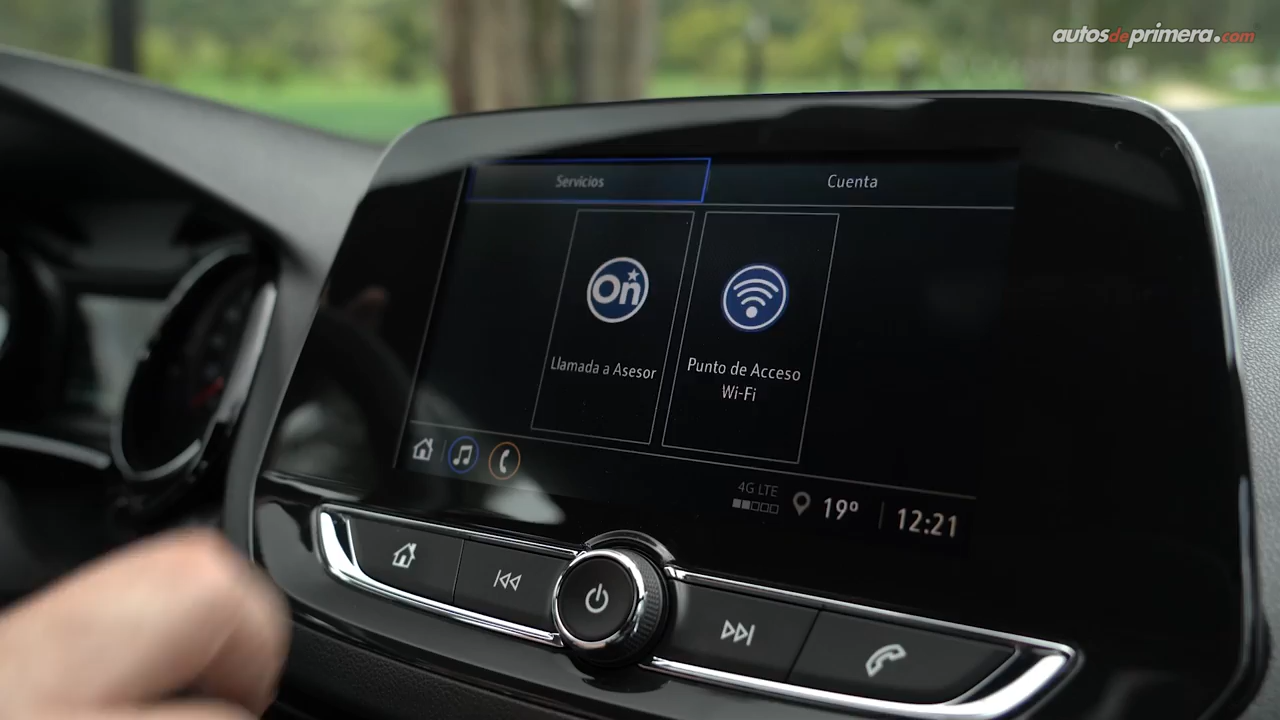 autosdeprimera.com
Servicios
Cuenta
On
Llamada a Asesor
Punto de Acceso
Wi-Fi
4G LTE
19°
12:21